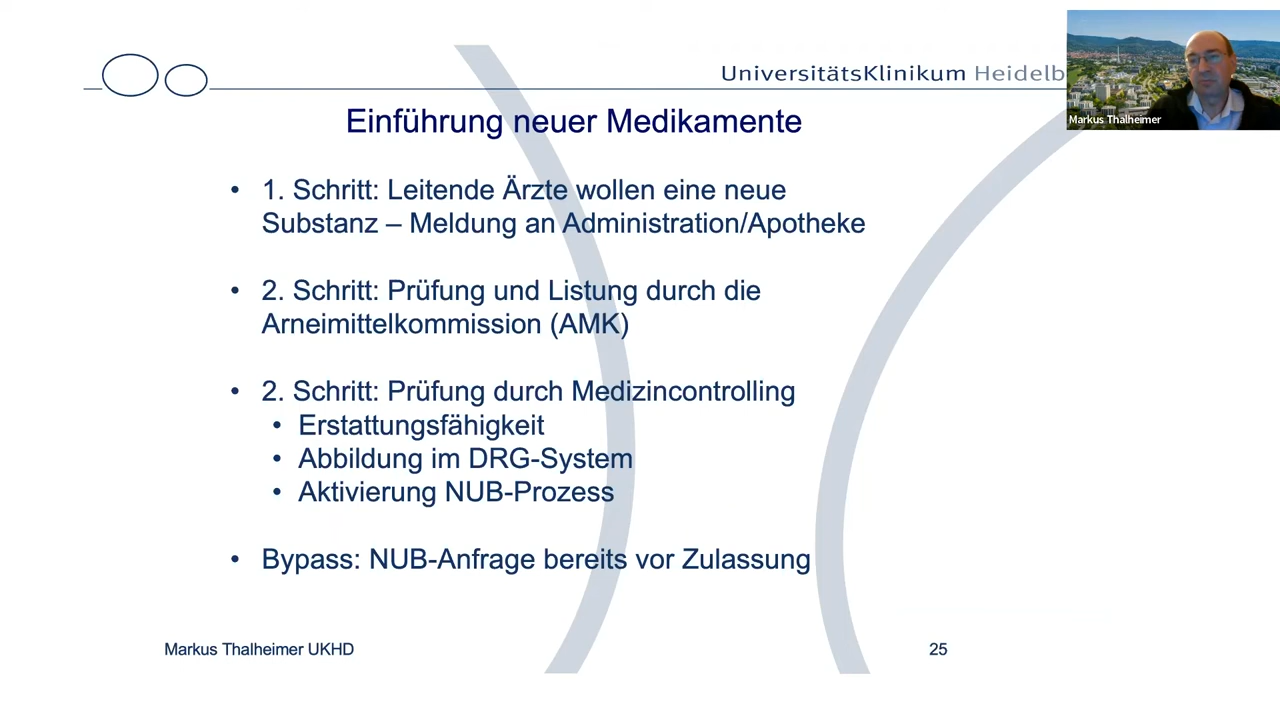 UniversitätsKlinikum Heidelb
Markus Thalheimer
Einführung neuer Medikamente
• 1. Schritt: Leitende Ärzte wollen eine neue
Substanz – Meldung an Administration/Apotheke
• 2. Schritt: Prüfung und Listung durch die
Arneimittelkommission (AMK)
• 2. Schritt: Prüfung durch Medizincontrolling
• Erstattungsfähigkeit
• Abbildung im DRG-System
• Aktivierung NUB-Prozess
• Bypass: NUB-Anfrage bereits vor Zulassung
Markus Thalheimer UKHD
25